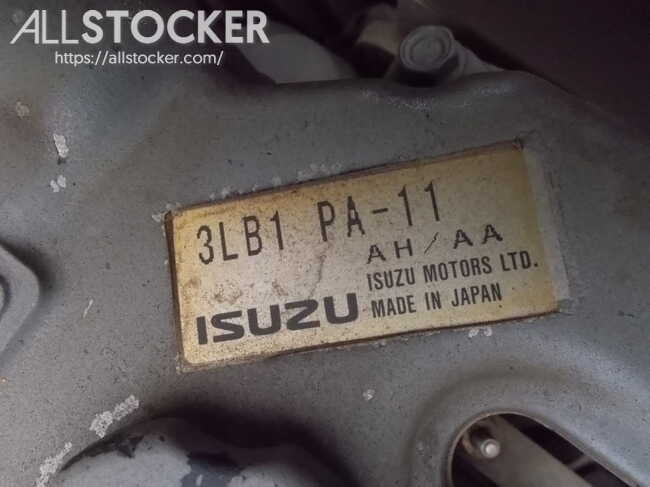 ALLSTOCKER
https://allstocker.com/
3LB1 PA-11
AH/AA
ISUZU MOTORS LTD.
ISUZU MADE IN JAPAN